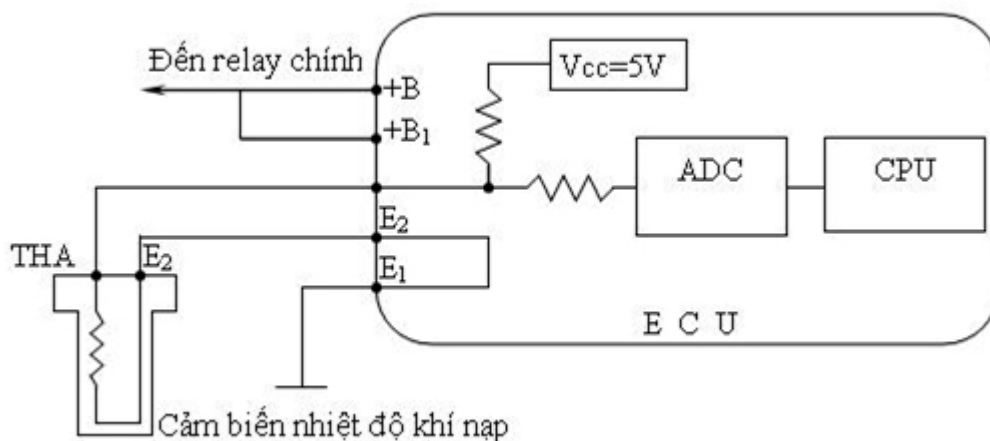 Đến relay chính
+B
+B1
Vcc=5V
ADC
CPU
E2
E1
THA
E2
E C U
Cảm biến nhiệt độ khí nạp